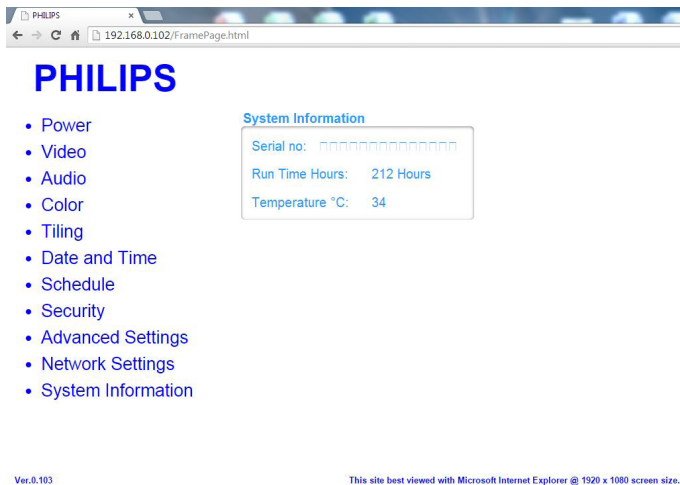 PHILIPS
192.168.0.102/FramePage.html
PHILIPS
• Power
• Video
• Audio
• Color
• Tiling
• Date and Time
• Schedule
• Security
• Advanced Settings
• Network Settings
• System Information
System Information
Serial no:
Run Time Hours: 212 Hours
Temperature °C: 34
Ver.0.103
This site best viewed with Microsoft Internet Explorer @ 1920 x 1080 screen size.